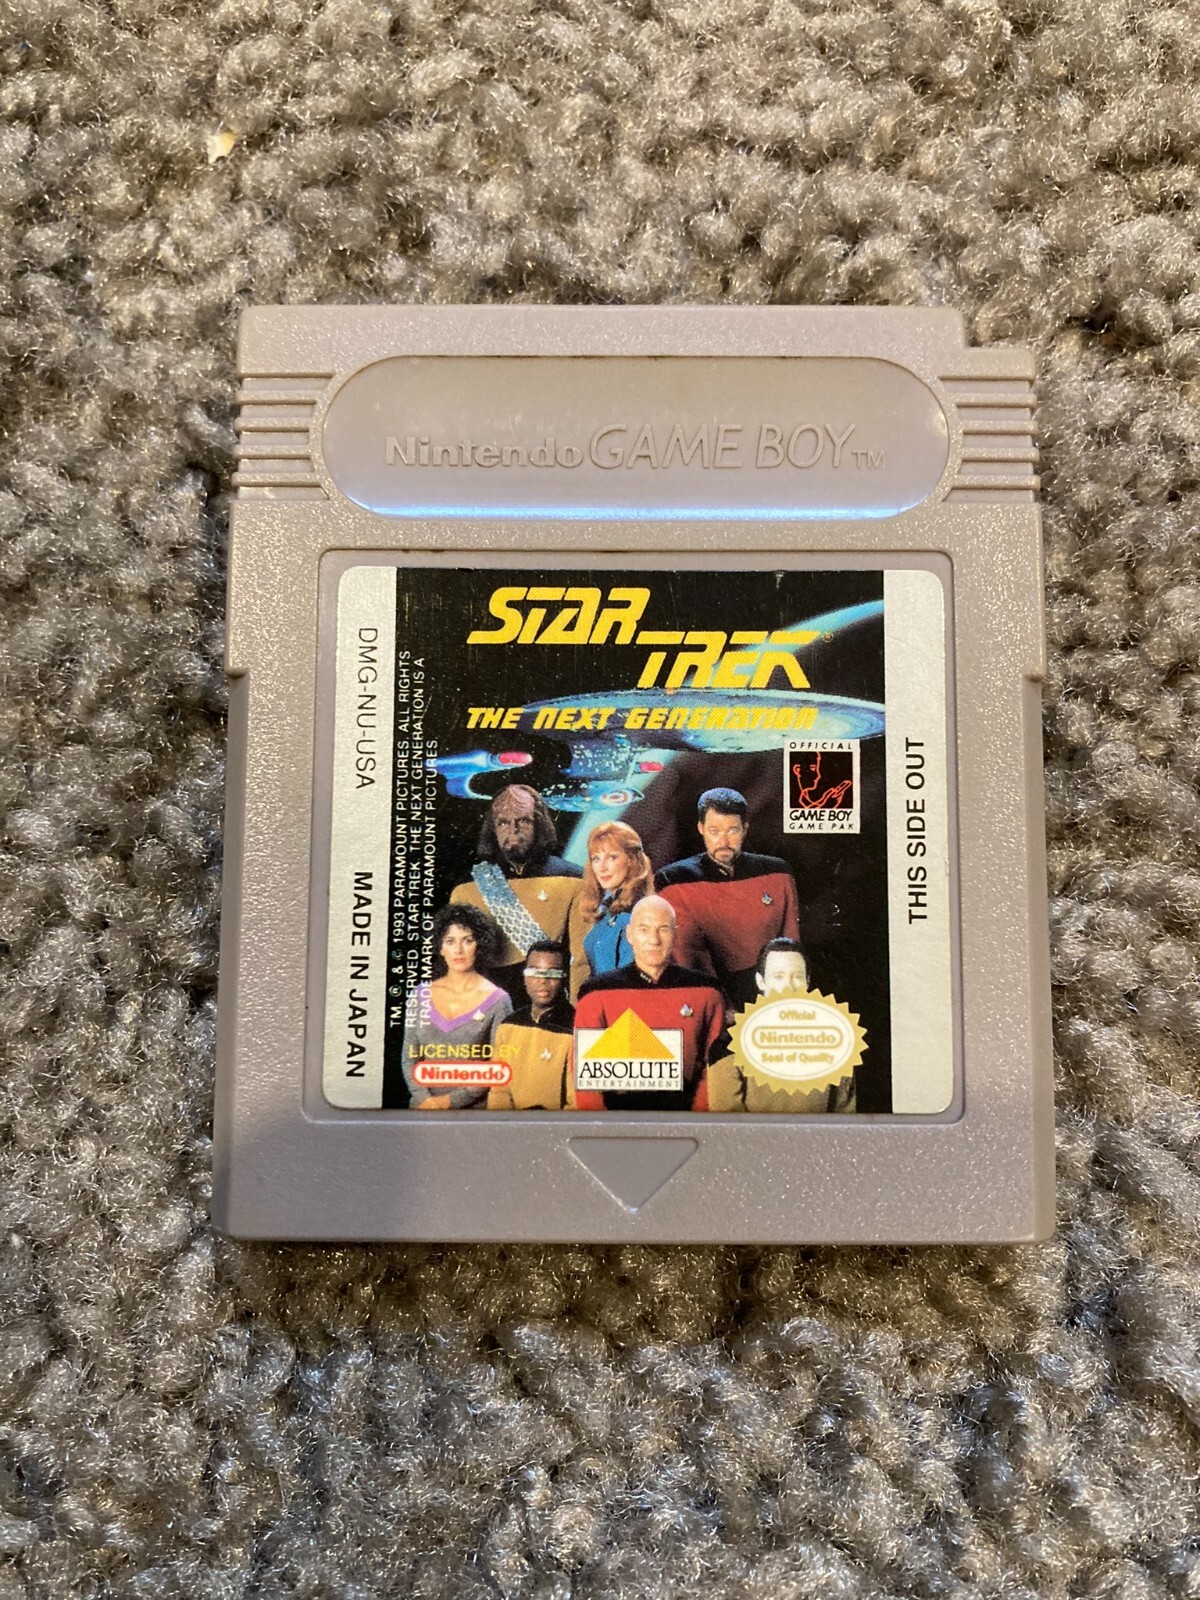 Nintendo GAME BOY TM
STAR
TREK ®
THE NEXT GENERATION
DMG-NU-USA
MADE IN JAPAN
TM, ®, & © 1993 PARAMOUNT PICTURES. ALL RIGHTS
RESERVED. STAR TREK THE NEXT GENERATION IS A
TRADEMARK OF PARAMOUNT PICTURES.
OFFICIAL
GAME BOY
GAME PAK
THIS SIDE OUT
LICENSED BY
Nintendo
ABSOLUTE
ENTERTAINMENT
Official
Nintendo
Seal of Quality